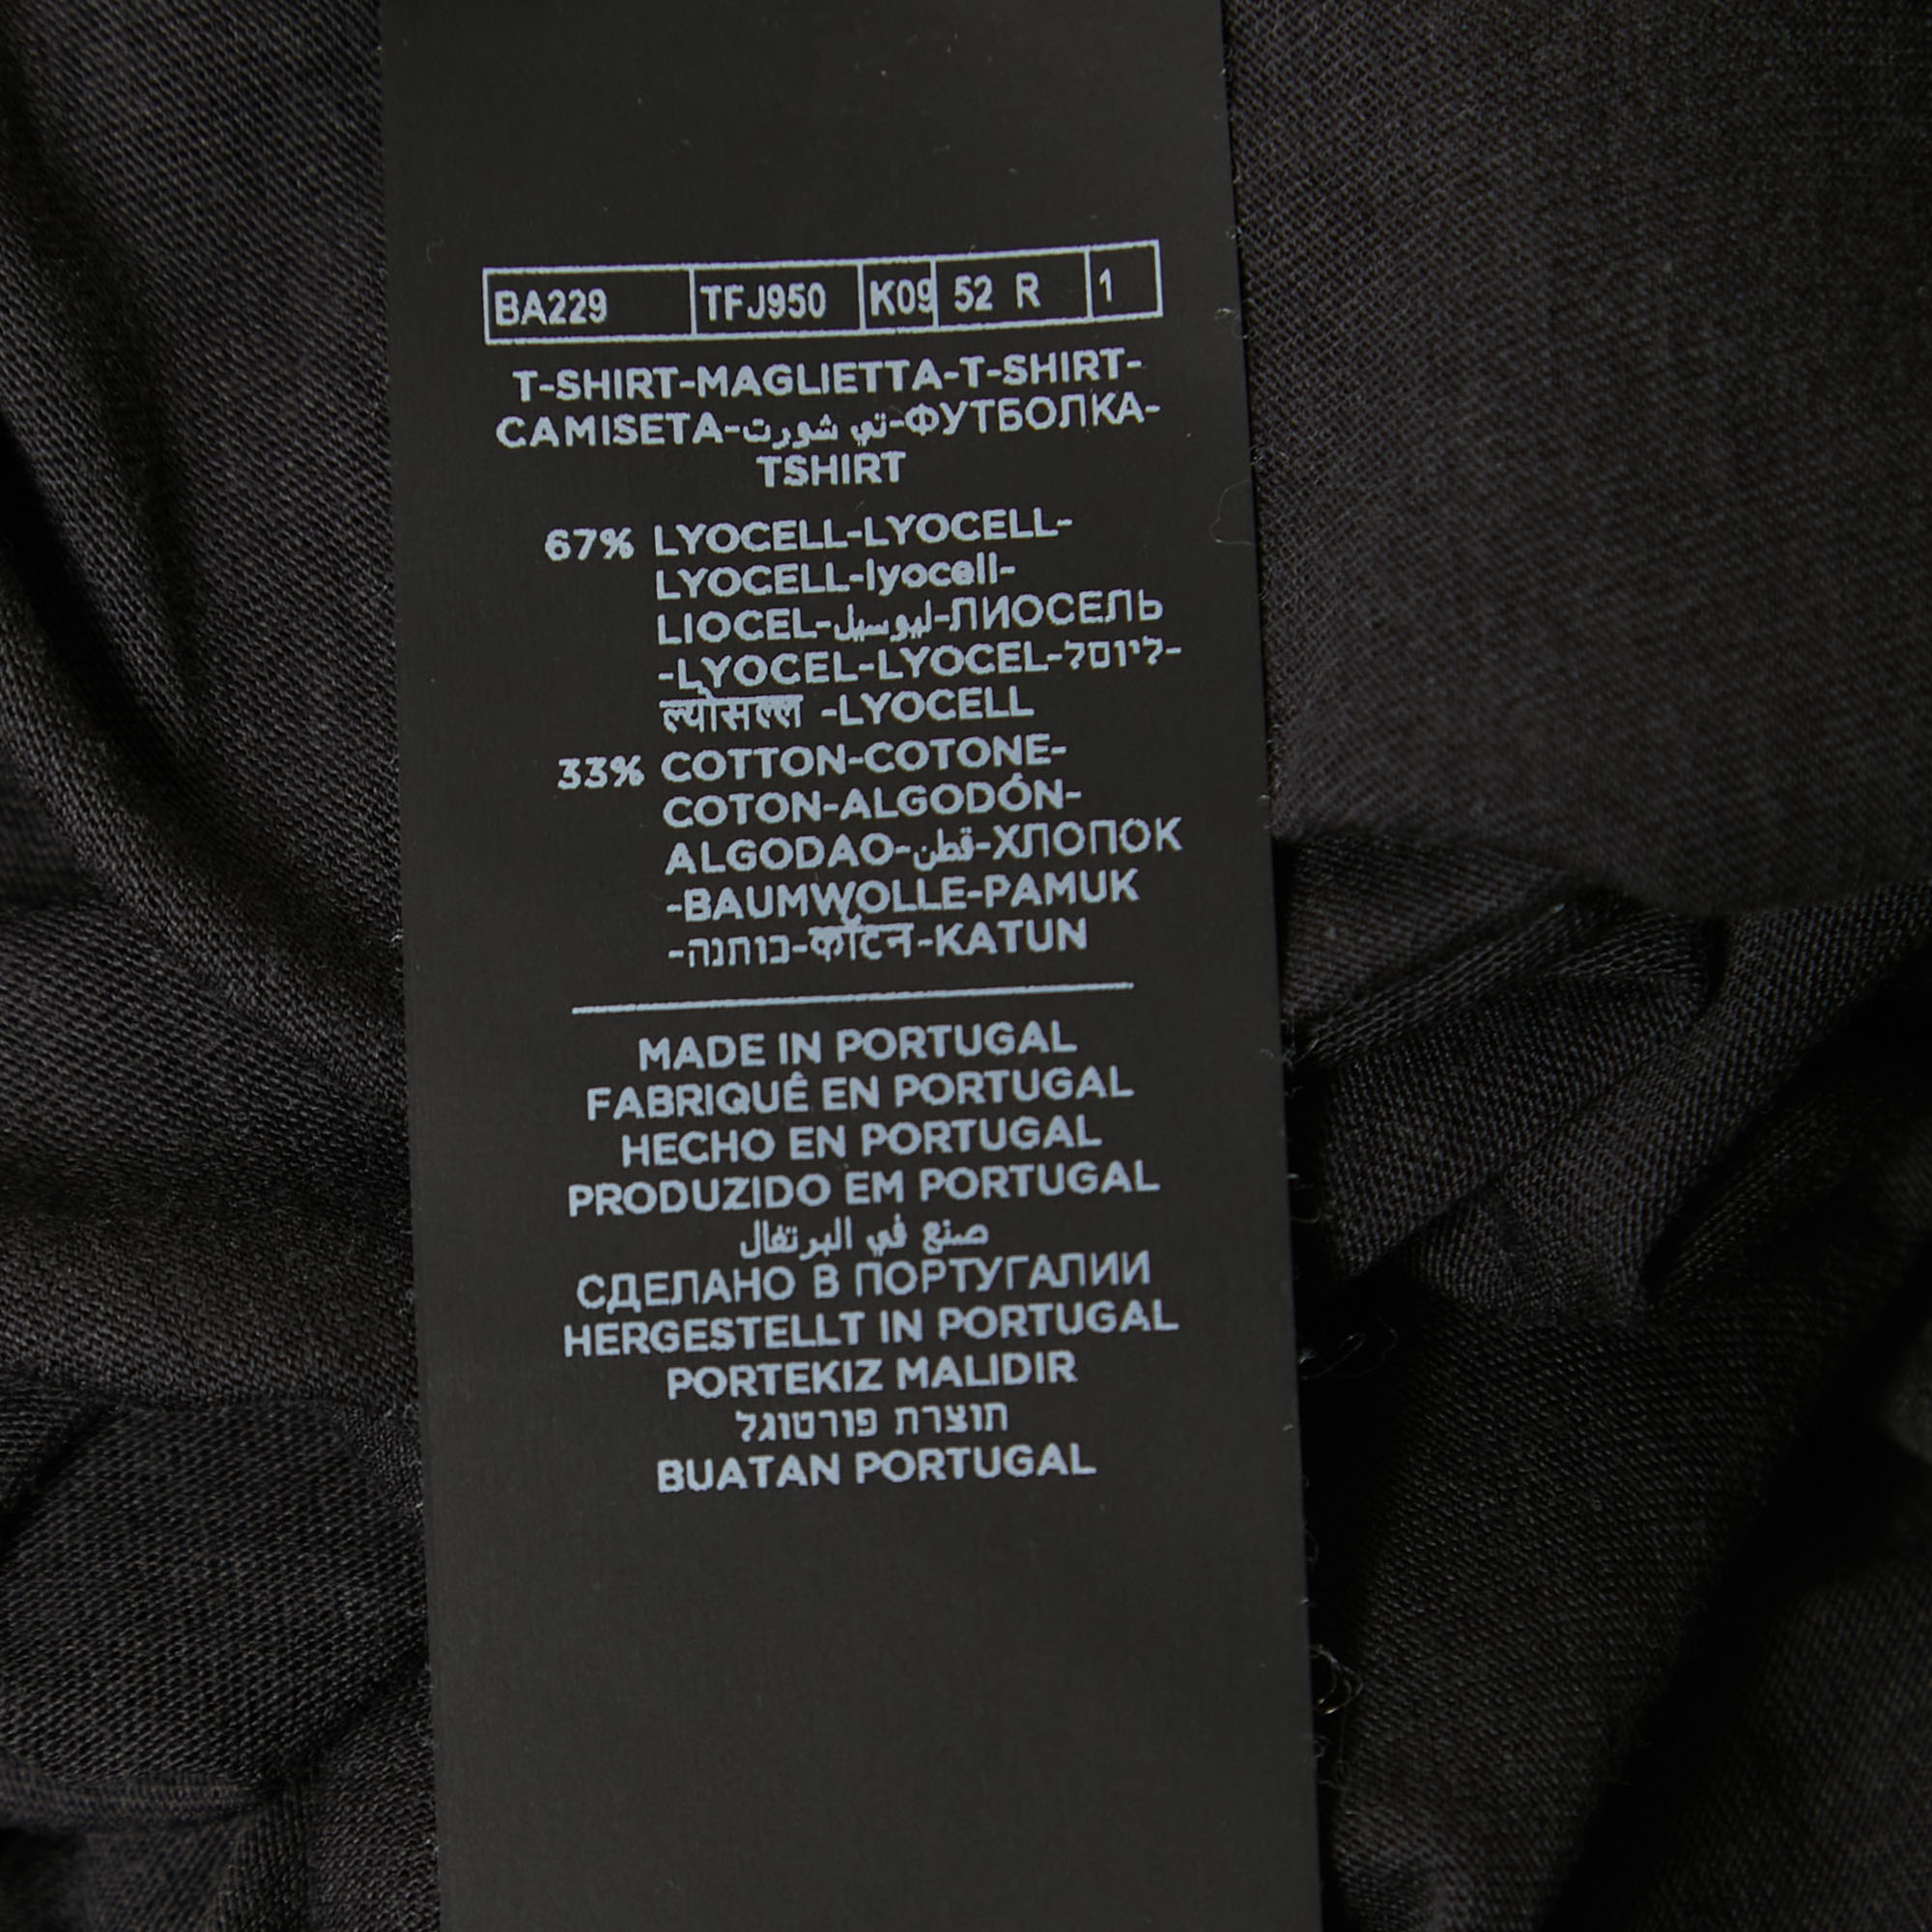 BA229 TFJ950 K09 52 R 1
T-SHIRT-MAGLIETTA-T-SHIRT-
CAMISETA-تي شورت-ФУТБОЛКА-
TSHIRT
67% LYOCELL-LYOCELL-
LYOCELL-lyocell-
LIOCEL-ليوسيل-ЛИОСЕЛЬ
-LYOCEL-LYOCEL-ליוסל-
ल्योसेल्ल -LYOCELL
33% COTTON-COTONE-
COTON-ALGODÓN-
ALGODAO-قطن-ХЛОПОК
-BAUMWOLLE-PAMUK
-כותנה-कॉटन-KATUN
MADE IN PORTUGAL
FABRIQUÉ EN PORTUGAL
HECHO EN PORTUGAL
PRODUZIDO EM PORTUGAL
صنع في البرتغال
СДЕЛАНО В ПОРТУГАЛИИ
HERGESTELLT IN PORTUGAL
PORTEKIZ MALIDIR
תוצרת פורטוגל
BUATAN PORTUGAL